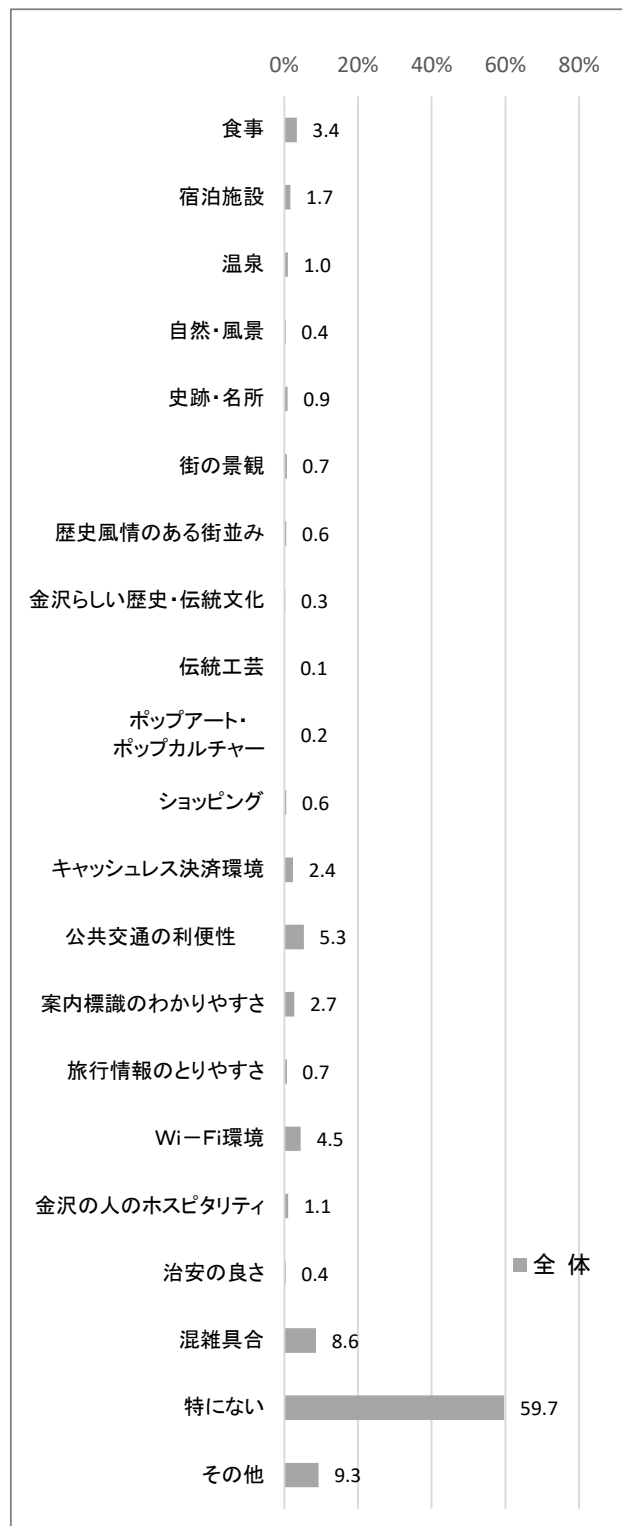 0% 20% 40% 60% 80%
食事 3.4
宿泊施設 1.7
温泉 1.0
自然・風景 0.4
史跡・名所 0.9
街の景観 0.7
歴史風情のある街並み 0.6
金沢らしい歴史・伝統文化 0.3
伝統工芸 0.1
ポップアート・
ポップカルチャー 0.2
ショッピング 0.6
キャッシュレス決済環境 2.4
公共交通の利便性 5.3
案内標識のわかりやすさ 2.7
旅行情報のとりやすさ 0.7
Wi－Fi環境 4.5
金沢の人のホスピタリティ 1.1
治安の良さ 0.4
全 体
混雑具合 8.6
特にない 59.7
その他 9.3